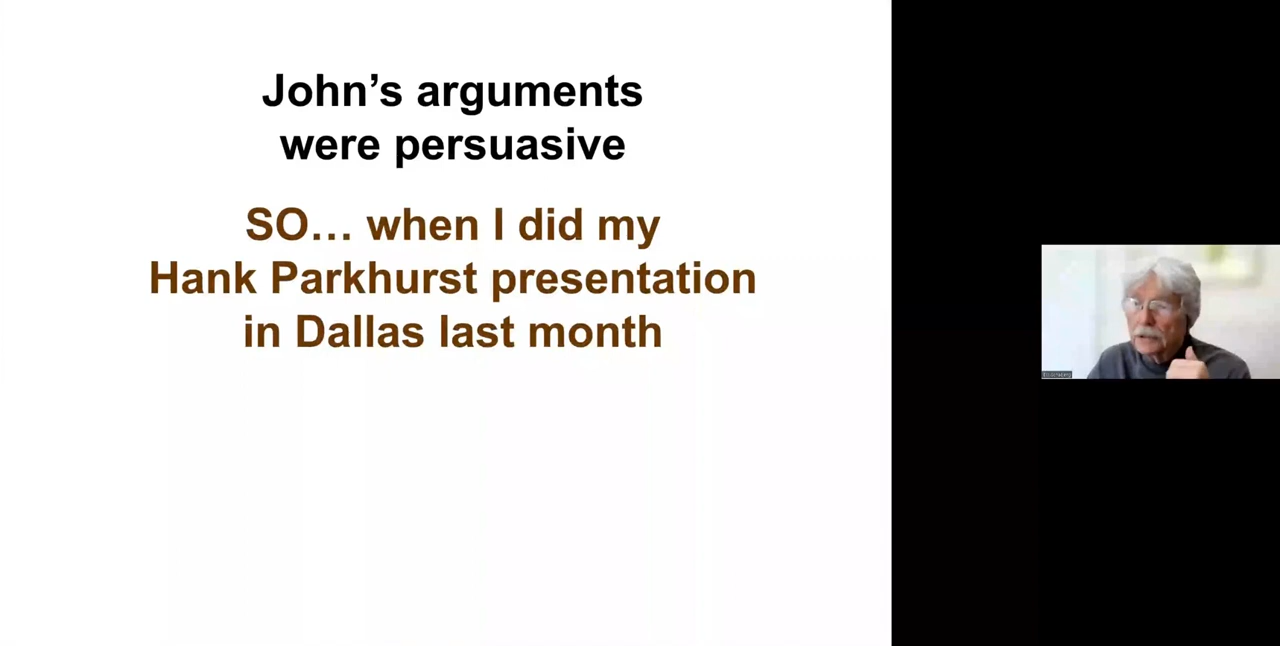 John’s arguments
were persuasive
SO… when I did my
Hank Parkhurst presentation
in Dallas last month